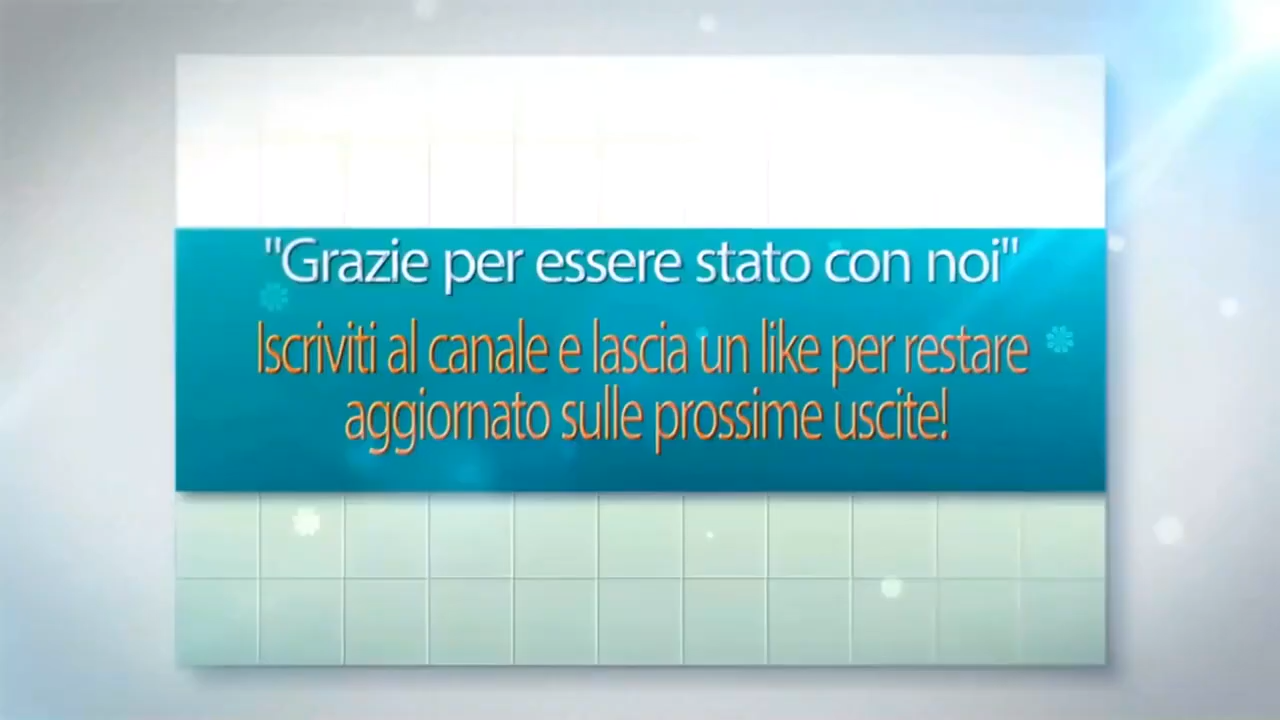 "Grazie per essere stato con noi"
Iscriviti al canale e lascia un like per restare
aggiornato sulle prossime uscite!